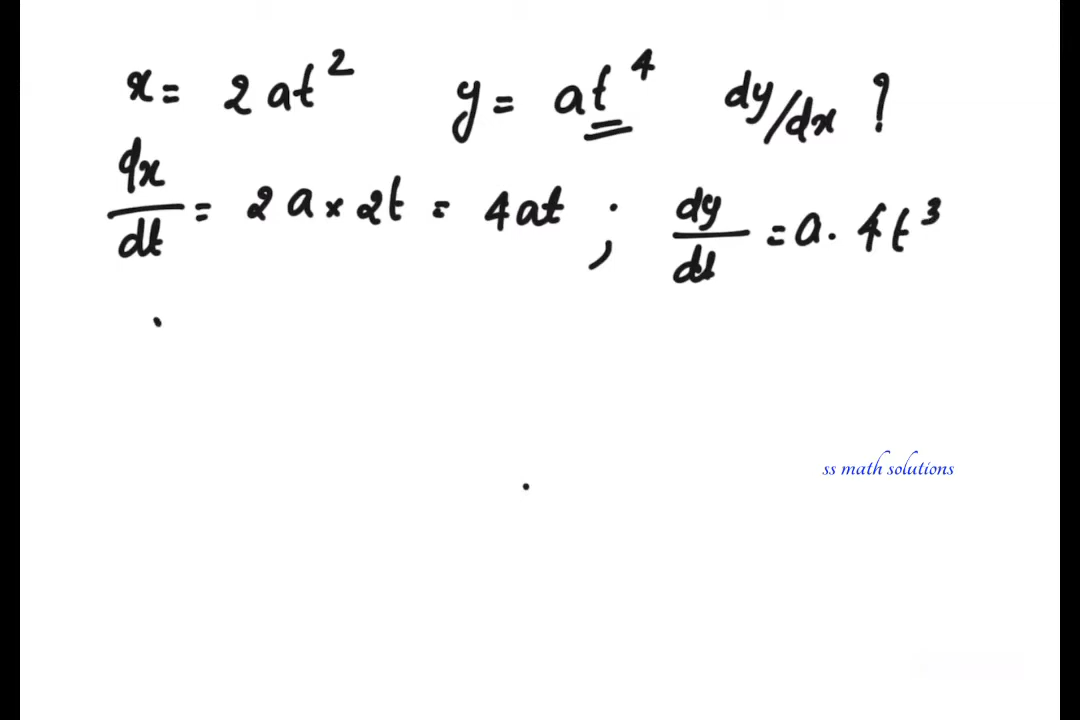 x = 2at² y = at⁴ dy/dx ?
dx/dt = 2a × 2t = 4at ; dy/dt = a. 4t³
ss math solutions